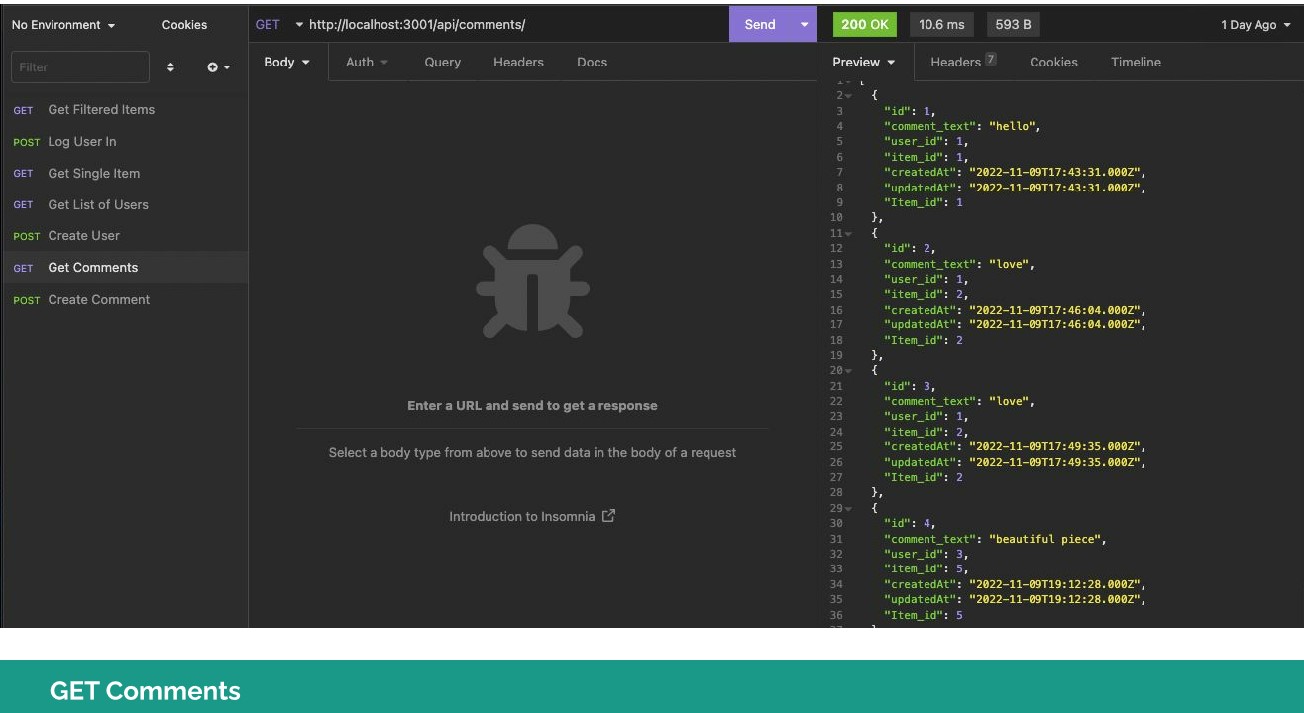 No Environment Cookies
GET http://localhost:3001/api/comments/ Send 200 OK 10.6 ms 593 B 1 Day Ago
Filter
Body Auth Query Headers Docs
Preview Headers 7 Cookies Timeline
GET Get Filtered Items
POST Log User In
GET Get Single Item
GET Get List of Users
POST Create User
GET Get Comments
POST Create Comment
Enter a URL and send to get a response
Select a body type from above to send data in the body of a request
Introduction to Insomnia
1 [
2 {
3 "id": 1,
4 "comment_text": "hello",
5 "user_id": 1,
6 "item_id": 1,
7 "createdAt": "2022-11-09T17:43:31.000Z",
8 "updatedAt": "2022-11-09T17:43:31.000Z",
9 "Item_id": 1
10 },
11 {
12 "id": 2,
13 "comment_text": "love",
14 "user_id": 1,
15 "item_id": 2,
16 "createdAt": "2022-11-09T17:46:04.000Z",
17 "updatedAt": "2022-11-09T17:46:04.000Z",
18 "Item_id": 2
19 },
20 {
21 "id": 3,
22 "comment_text": "love",
23 "user_id": 1,
24 "item_id": 2,
25 "createdAt": "2022-11-09T17:49:35.000Z",
26 "updatedAt": "2022-11-09T17:49:35.000Z",
27 "Item_id": 2
28 },
29 {
30 "id": 4,
31 "comment_text": "beautiful piece",
32 "user_id": 3,
33 "item_id": 5,
34 "createdAt": "2022-11-09T19:12:28.000Z",
35 "updatedAt": "2022-11-09T19:12:28.000Z",
36 "Item_id": 5
GET Comments